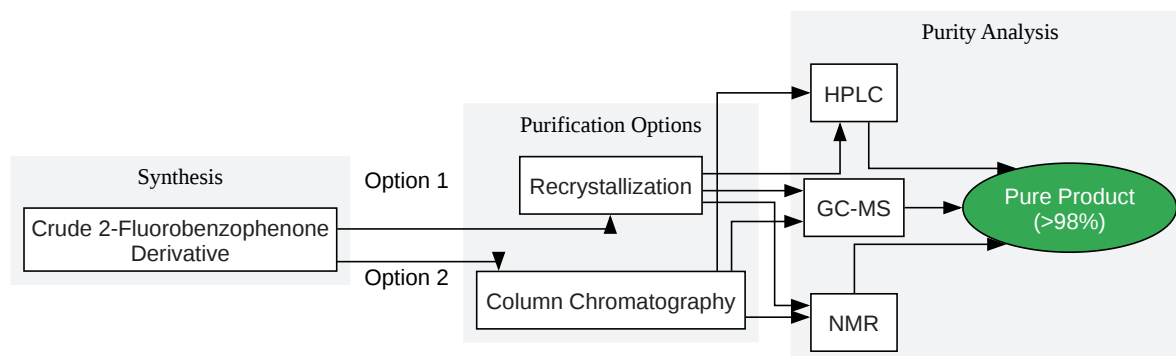 Synthesis
Crude 2-Fluorobenzophenone
Derivative
Option 1
Option 2
Purification Options
Recrystallization
Column Chromatography
Purity Analysis
HPLC
GC-MS
NMR
Pure Product
(>98%)